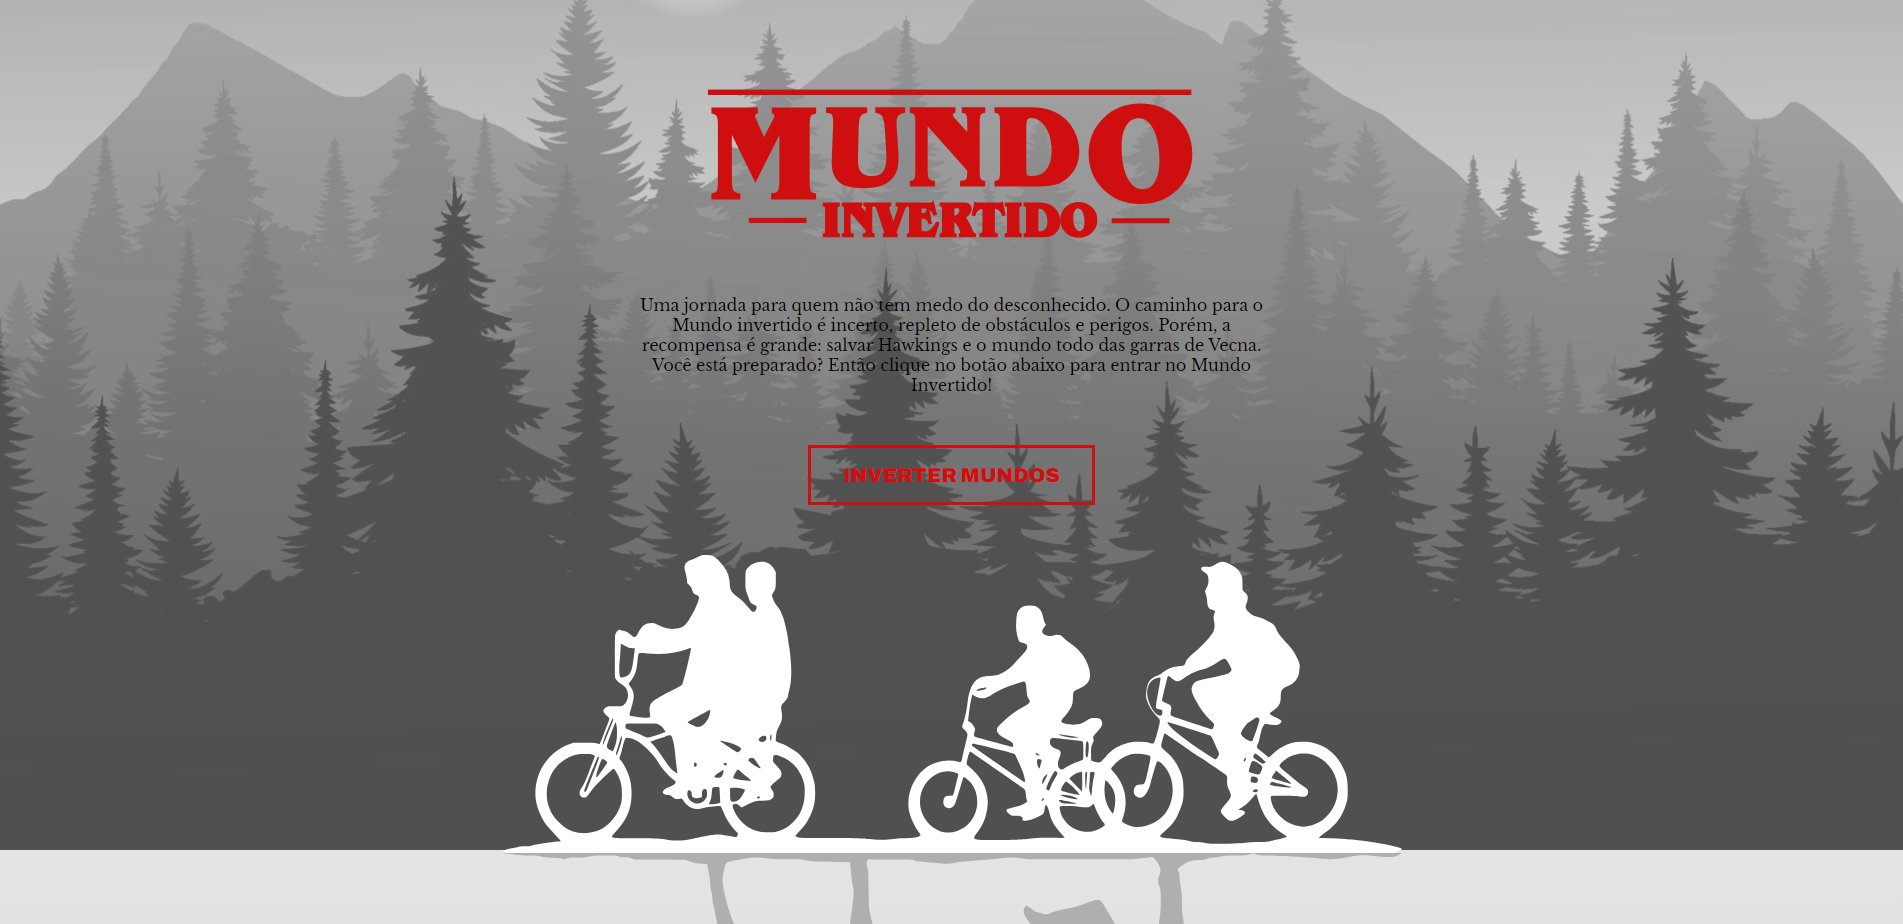 MUNDO
INVERTIDO
Uma jornada para quem não tem medo do desconhecido. O caminho para o
Mundo invertido é incerto, repleto de obstáculos e perigos. Porém, a
recompensa é grande: salvar Hawkings e o mundo todo das garras de Vecna.
Você está preparado? Então clique no botão abaixo para entrar no Mundo
Invertido!
INVERTER MUNDOS